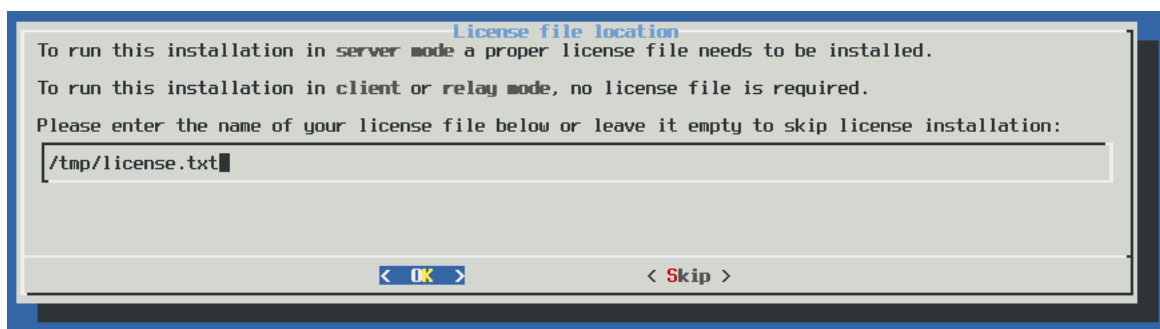 License file location
To run this installation in server mode a proper license file needs to be installed.
To run this installation in client or relay mode, no license file is required.
Please enter the name of your license file below or leave it empty to skip license installation:
/tmp/license.txt
< OK > < Skip >